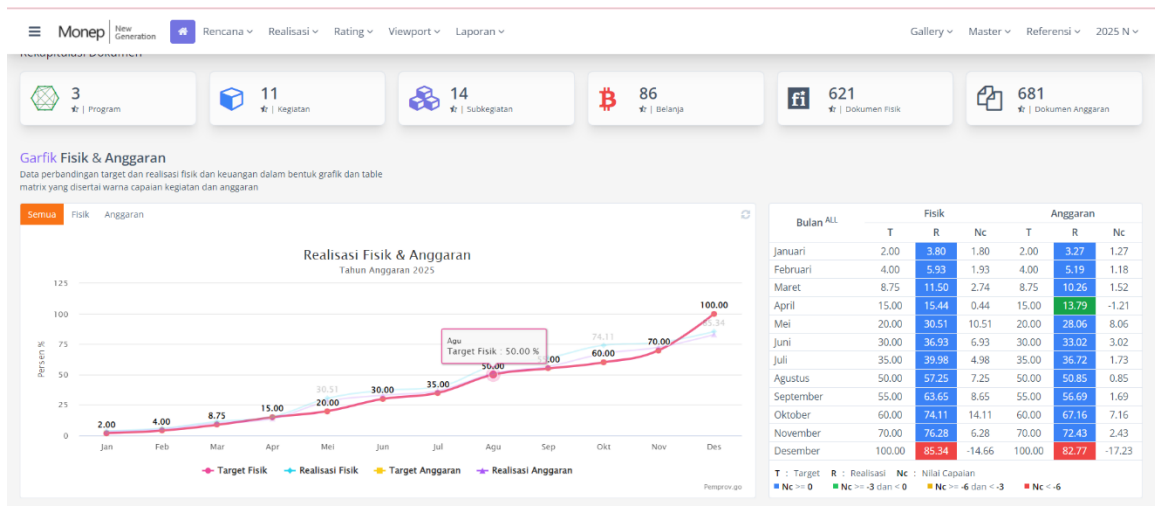 Monep New Generation Rencana Realisasi Rating Viewport Laporan Gallery Master Referensi 2025 N
Rekapitulasi Dokumen
3 | Program
11 | Kegiatan
14 | Subkegiatan
86 | Belanja
621 | Dokumen Fisik
681 | Dokumen Anggaran
Garfik Fisik & Anggaran
Data perbandingan target dan realisasi fisik dan keuangan dalam bentuk grafik dan table
matrix yang disertai warna capaian kegiatan dan anggaran
Semua Fisik Anggaran
Realisasi Fisik & Anggaran
Tahun Anggaran 2025
Persen %
125
100
75
50
25
0
2.00 4.00 8.75 15.00 20.00 30.00 35.00 50.00 60.00 70.00 100.00
30.51 74.11
Agu
Target Fisik : 50.00 %
Jan Feb Mar Apr Mei Jun Jul Agu Sep Okt Nov Des
Target Fisik Realisasi Fisik Target Anggaran Realisasi Anggaran
Pemprov.go
Bulan ALL Fisik Anggaran
T R Nc T R Nc
Januari 2.00 3.80 1.80 2.00 3.27 1.27
Februari 4.00 5.93 1.93 4.00 5.19 1.18
Maret 8.75 11.50 2.74 8.75 10.26 1.52
April 15.00 15.44 0.44 15.00 13.79 -1.21
Mei 20.00 30.51 10.51 20.00 28.06 8.06
Juni 30.00 36.93 6.93 30.00 33.02 3.02
Juli 35.00 39.98 4.98 35.00 36.72 1.73
Agustus 50.00 57.25 7.25 50.00 50.85 0.85
September 55.00 63.65 8.65 55.00 56.69 1.69
Oktober 60.00 74.11 14.11 60.00 67.16 7.16
November 70.00 76.28 6.28 70.00 72.43 2.43
Desember 100.00 85.34 -14.66 100.00 82.77 -17.23
T : Target R : Realisasi Nc : Nilai Capaian
Nc >= 0 Nc >= -3 dan < 0 Nc >= -6 dan < -3 Nc < -6